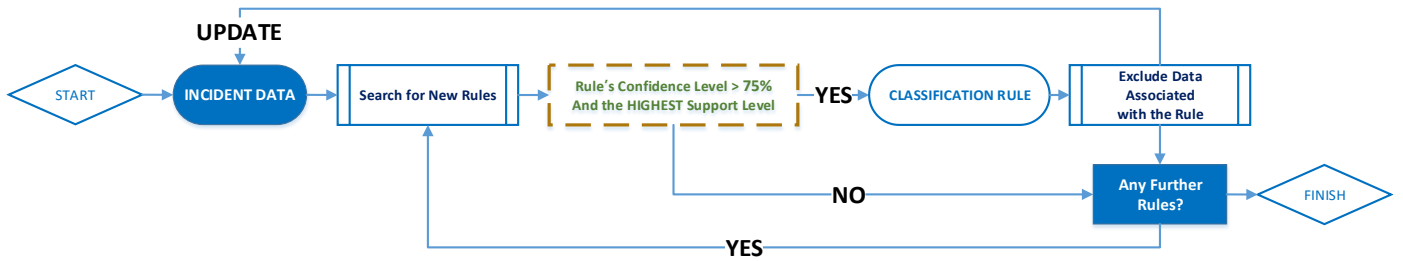 UPDATE
START
INCIDENT DATA
Search for New Rules
Rule's Confidence Level > 75%
And the HIGHEST Support Level
YES
CLASSIFICATION RULE
Exclude Data
Associated
with the Rule
NO
Any Further
Rules?
FINISH
YES